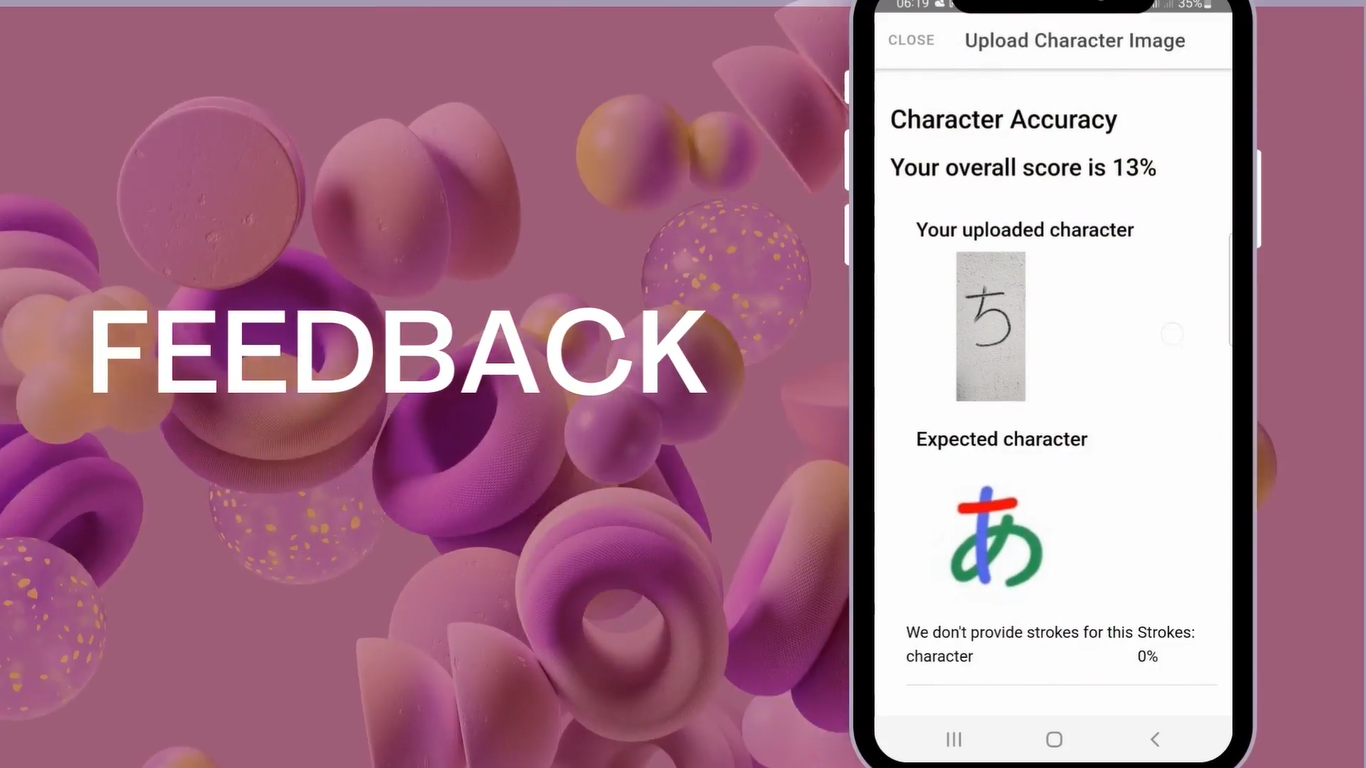 FEEDBACK
06:19
35%
CLOSE Upload Character Image
Character Accuracy
Your overall score is 13%
Your uploaded character
ち
Expected character
あ
We don't provide strokes for this character
Strokes:
0%